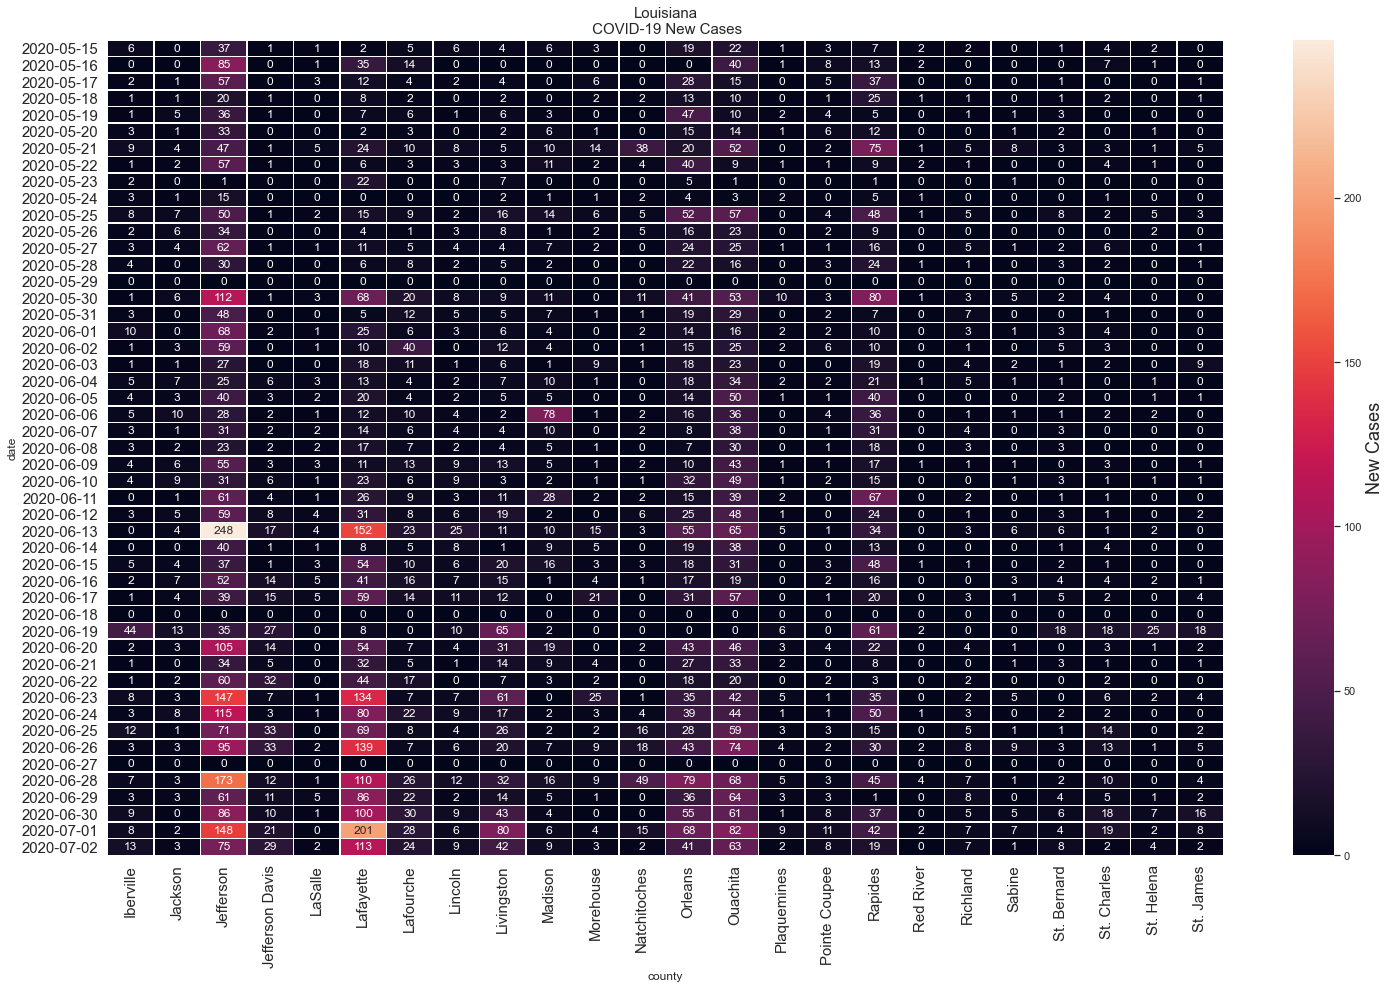 Louisiana
COVID-19 New Cases
2020-05-15 6 0 37 1 1 2 5 6 4 6 3 0 19 22 1 3 7 2 2 0 1 4 2 0
2020-05-16 0 0 85 0 1 35 14 0 0 0 0 0 0 40 1 8 13 2 0 0 0 7 1 0
2020-05-17 2 1 57 0 3 12 4 2 4 0 6 0 28 15 0 5 37 0 0 0 1 0 0 1
2020-05-18 1 1 20 1 0 8 2 0 2 0 2 2 13 10 0 1 25 1 1 0 1 2 0 1
2020-05-19 1 5 36 1 0 7 6 1 6 3 0 0 47 10 2 4 5 0 1 1 3 0 0 0
2020-05-20 3 1 33 0 0 2 3 0 2 6 1 0 15 14 1 6 12 0 0 1 2 0 1 0
2020-05-21 9 4 47 1 5 24 10 8 5 10 14 38 20 52 0 2 75 1 5 8 3 3 1 5
2020-05-22 1 2 57 1 0 6 3 3 3 11 2 4 40 9 1 1 9 2 1 0 0 4 1 0
2020-05-23 2 0 1 0 0 22 0 0 7 0 0 0 5 1 0 0 1 0 0 1 0 0 0 0
2020-05-24 3 1 15 0 0 0 0 0 2 1 1 2 4 3 2 0 5 1 0 0 0 1 0 0
2020-05-25 8 7 50 1 2 15 9 2 16 14 6 5 52 57 0 4 48 1 5 0 8 2 5 3
2020-05-26 2 6 34 0 0 4 1 3 8 1 2 5 16 23 0 2 9 0 0 0 0 0 2 0
2020-05-27 3 4 62 1 1 11 5 4 4 7 2 0 24 25 1 1 16 0 5 1 2 6 0 1
2020-05-28 4 0 30 0 0 6 8 2 5 2 0 0 22 16 0 3 24 1 1 0 3 2 0 1
2020-05-29 0 0 0 0 0 0 0 0 0 0 0 0 0 0 0 0 0 0 0 0 0 0 0 0
2020-05-30 1 6 112 1 3 68 20 8 9 11 0 11 41 53 10 3 80 1 3 5 2 4 0 0
2020-05-31 3 0 48 0 0 5 12 5 5 7 1 1 19 29 0 2 7 0 7 0 0 1 0 0
2020-06-01 10 0 68 2 1 25 6 3 6 4 0 2 14 16 2 2 10 0 3 1 3 4 0 0
2020-06-02 1 3 59 0 1 10 40 0 12 4 0 1 15 25 2 6 10 0 1 0 5 3 0 0
2020-06-03 1 1 27 0 0 18 11 1 6 1 9 1 18 23 0 0 19 0 4 2 1 2 0 9
2020-06-04 5 7 25 6 3 13 4 2 7 10 1 0 18 34 2 2 21 1 5 1 1 0 1 0
2020-06-05 4 3 40 3 2 20 4 2 5 5 0 0 14 50 1 1 40 0 0 0 2 0 1 1
2020-06-06 5 10 28 2 1 12 10 4 2 78 1 2 16 36 0 4 36 0 1 1 1 2 2 0
2020-06-07 3 1 31 2 2 14 6 4 4 10 0 2 8 38 0 1 31 0 4 0 3 0 0 0
2020-06-08 3 2 23 2 2 17 7 2 4 5 1 0 7 30 0 1 18 0 3 0 3 0 0 0
2020-06-09 4 6 55 3 3 11 13 9 13 5 1 2 10 43 1 1 17 1 1 1 0 3 0 1
2020-06-10 4 9 31 6 1 23 6 9 3 2 1 1 32 49 1 2 15 0 0 1 3 1 1 1
2020-06-11 0 1 61 4 1 26 9 3 11 28 2 2 15 39 2 0 67 0 2 0 1 1 0 0
2020-06-12 3 5 59 8 4 31 8 6 19 2 0 6 25 48 1 0 24 0 1 0 3 1 0 2
2020-06-13 0 4 248 17 4 152 23 25 11 10 15 3 55 65 5 1 34 0 3 6 6 1 2 0
2020-06-14 0 0 40 1 1 8 5 8 1 9 5 0 19 38 0 0 13 0 0 0 1 4 0 0
2020-06-15 5 4 37 1 3 54 10 6 20 16 3 3 18 31 0 3 48 1 1 0 2 1 0 0
2020-06-16 2 7 52 14 5 41 16 7 15 1 4 1 17 19 0 2 16 0 0 3 4 4 2 1
2020-06-17 1 4 39 15 5 59 14 11 12 0 21 0 31 57 0 1 20 0 3 1 5 2 0 4
2020-06-18 0 0 0 0 0 0 0 0 0 0 0 0 0 0 0 0 0 0 0 0 0 0 0 0
2020-06-19 44 13 35 27 0 8 0 10 65 2 0 0 0 0 6 0 61 2 0 0 18 18 25 18
2020-06-20 2 3 105 14 0 54 7 4 31 19 0 2 43 46 3 4 22 0 4 1 0 3 1 2
2020-06-21 1 0 34 5 0 32 5 1 14 9 4 0 27 33 2 0 8 0 0 1 3 1 0 1
2020-06-22 1 2 60 32 0 44 17 0 7 3 2 0 18 20 0 2 3 0 2 0 0 2 0 0
2020-06-23 8 3 147 7 1 134 7 7 61 0 25 1 35 42 5 1 35 0 2 5 0 6 2 4
2020-06-24 3 8 115 3 1 80 22 9 17 2 3 4 39 44 1 1 50 1 3 0 2 2 0 0
2020-06-25 12 1 71 33 0 69 8 4 26 2 2 16 28 59 3 3 15 0 5 1 1 14 0 2
2020-06-26 3 3 95 33 2 139 7 6 20 7 9 18 43 74 4 2 30 2 8 9 3 13 1 5
2020-06-27 0 0 0 0 0 0 0 0 0 0 0 0 0 0 0 0 0 0 0 0 0 0 0 0
2020-06-28 7 3 173 12 1 110 26 12 32 16 9 49 79 68 5 3 45 4 7 1 2 10 0 4
2020-06-29 3 3 61 11 5 86 22 2 14 5 1 0 36 64 3 3 1 0 8 0 4 5 1 2
2020-06-30 9 0 86 10 1 100 30 9 43 4 0 0 55 61 1 8 37 0 5 5 6 18 7 16
2020-07-01 8 2 148 21 0 201 28 6 80 6 4 15 68 82 9 11 42 2 7 7 4 19 2 8
2020-07-02 13 3 75 29 2 113 24 9 42 9 3 2 41 63 2 8 19 0 7 1 8 2 4 2
date
Iberville
Jackson
Jefferson
Jefferson Davis
LaSalle
Lafayette
Lafourche
Lincoln
Livingston
Madison
Morehouse
Natchitoches
Orleans
Ouachita
Plaquemines
Pointe Coupee
Rapides
Red River
Richland
Sabine
St. Bernard
St. Charles
St. Helena
St. James
county
200
150
100
50
0
New Cases